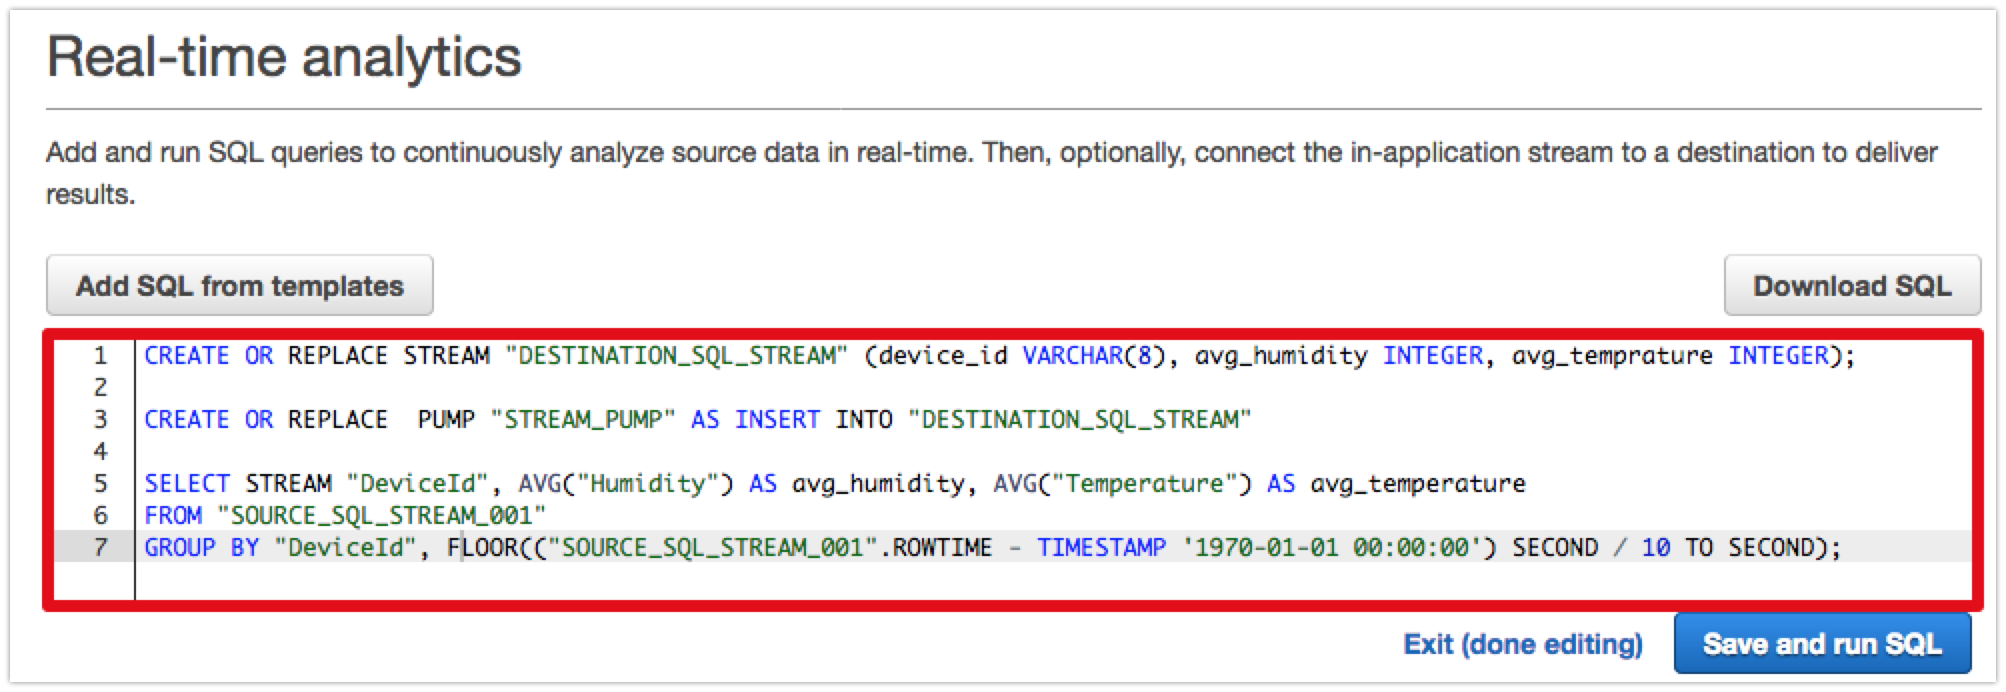 Real-time analytics
Add and run SQL queries to continuously analyze source data in real-time. Then, optionally, connect the in-application stream to a destination to deliver
results.
Add SQL from templates
Download SQL
1 CREATE OR REPLACE STREAM "DESTINATION_SQL_STREAM" (device_id VARCHAR(8), avg_humidity INTEGER, avg_temprature INTEGER);
2
3 CREATE OR REPLACE  PUMP "STREAM_PUMP" AS INSERT INTO "DESTINATION_SQL_STREAM"
4
5 SELECT STREAM "DeviceId", AVG("Humidity") AS avg_humidity, AVG("Temperature") AS avg_temperature
6 FROM "SOURCE_SQL_STREAM_001"
7 GROUP BY "DeviceId", FLOOR(("SOURCE_SQL_STREAM_001".ROWTIME - TIMESTAMP '1970-01-01 00:00:00') SECOND / 10 TO SECOND);
Exit (done editing)
Save and run SQL